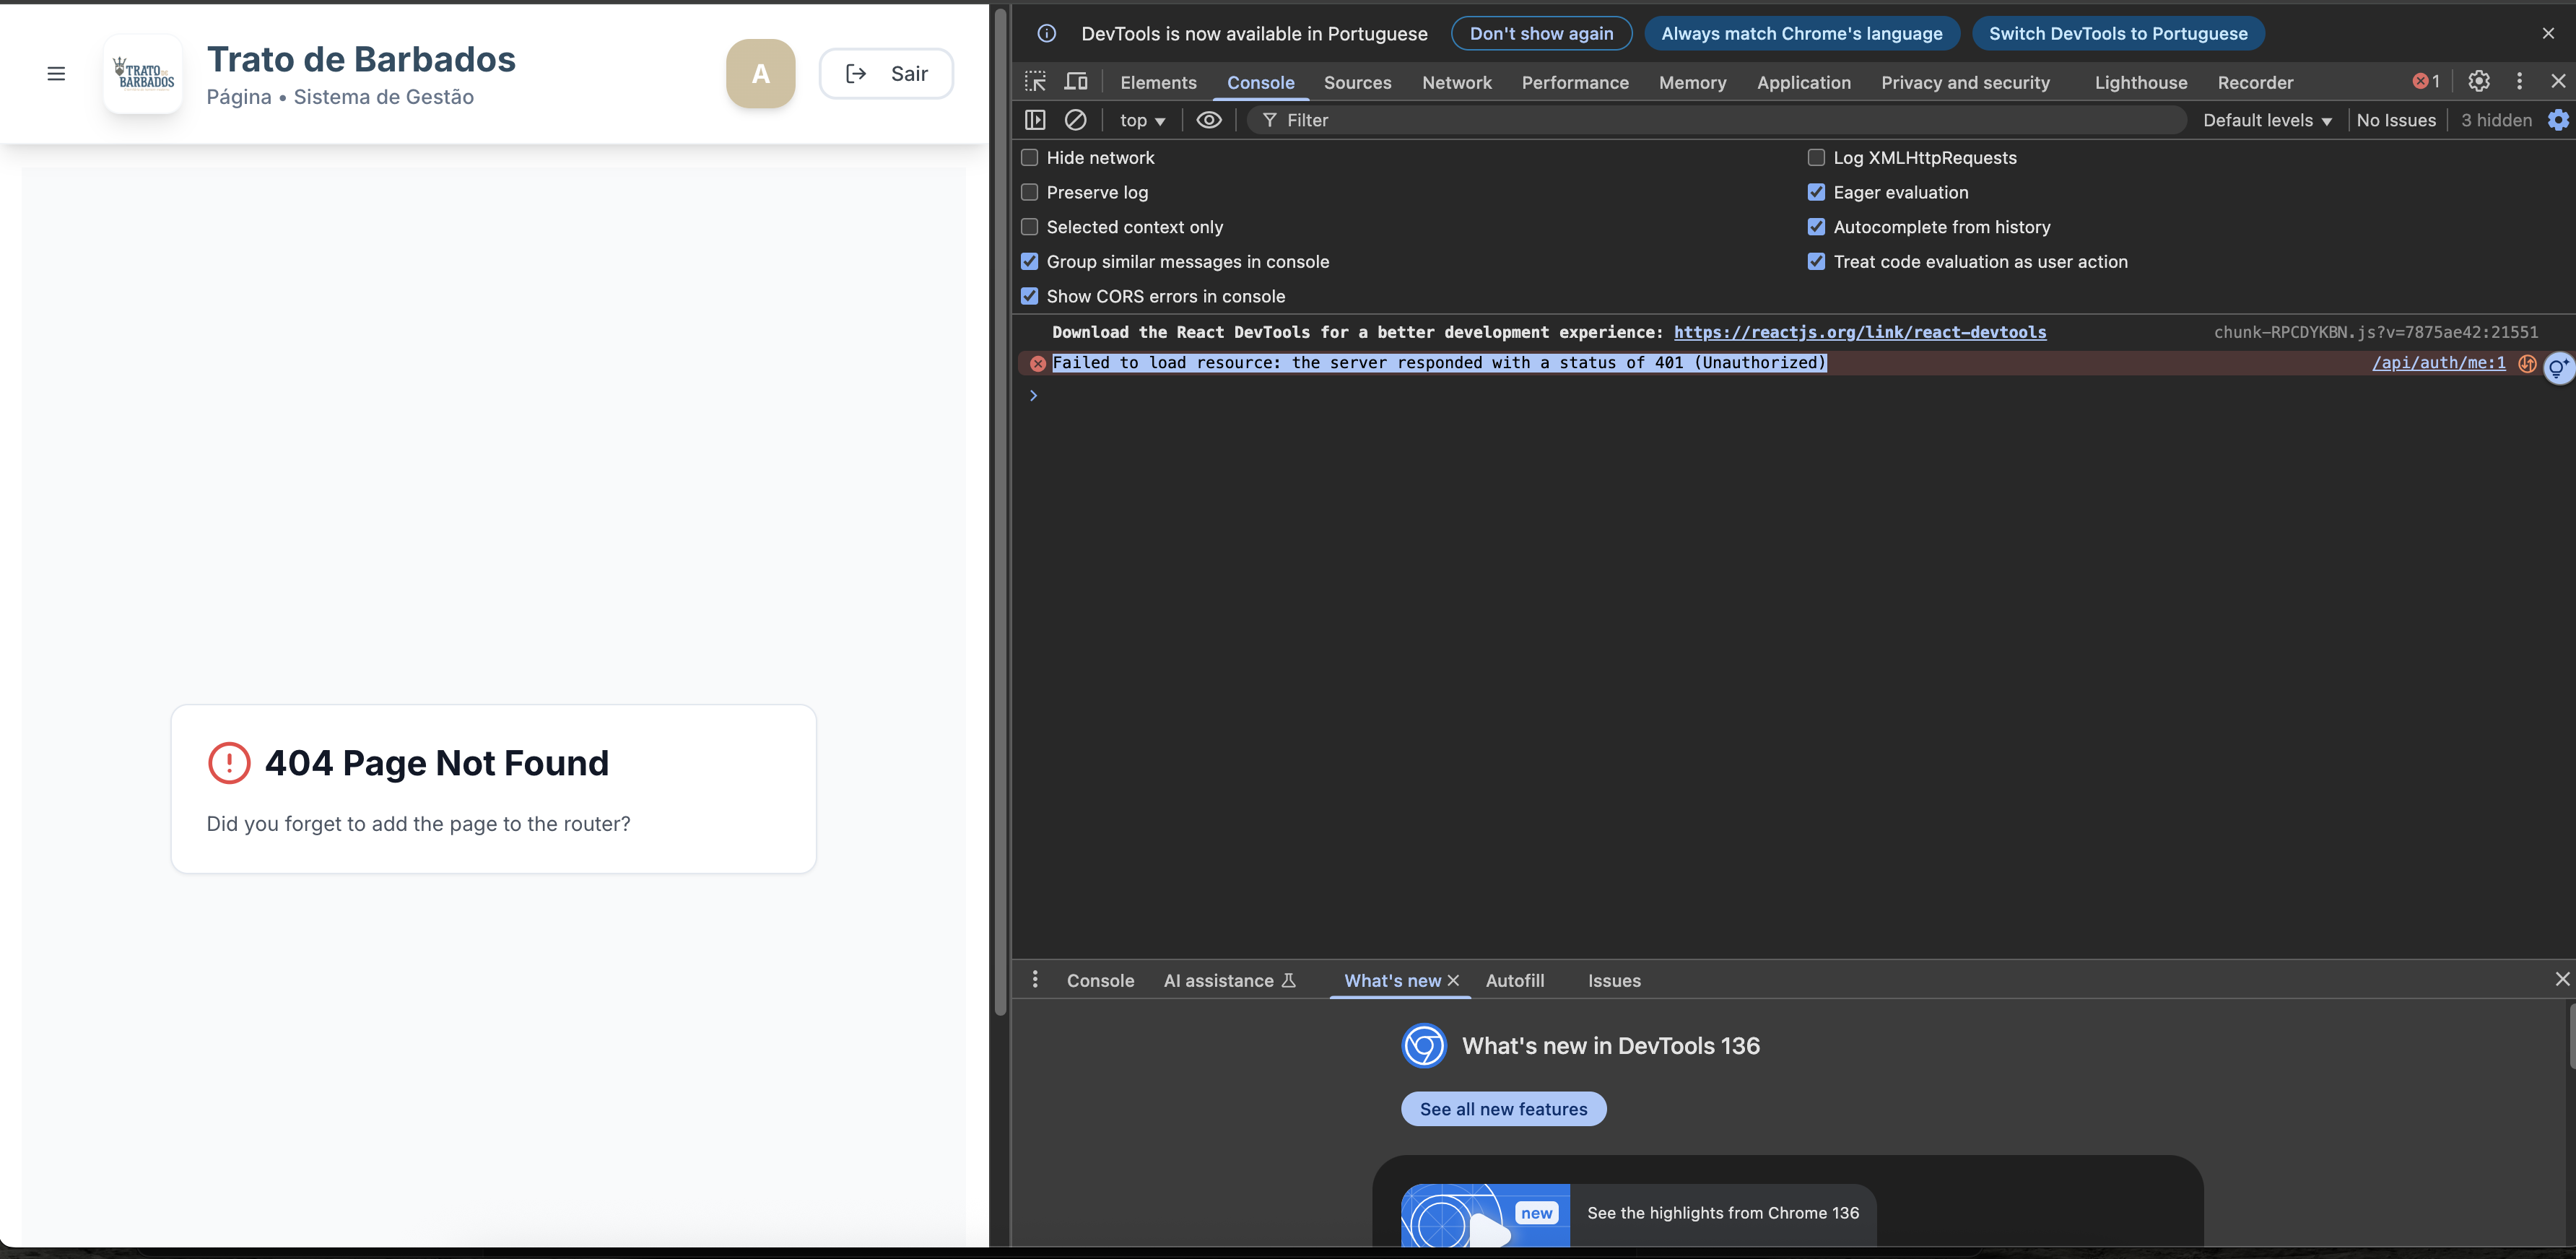 Trato de Barbados
Página • Sistema de Gestão
TRATO DE
BARBADOS
A
Sair
404 Page Not Found
Did you forget to add the page to the router?
DevTools is now available in Portuguese
Don't show again
Always match Chrome's language
Switch DevTools to Portuguese
Elements
Console
Sources
Network
Performance
Memory
Application
Privacy and security
Lighthouse
Recorder
1
top
Filter
Default levels
No Issues
3 hidden
Hide network
Log XMLHttpRequests
Preserve log
Eager evaluation
Selected context only
Autocomplete from history
Group similar messages in console
Treat code evaluation as user action
Show CORS errors in console
Download the React DevTools for a better development experience: https://reactjs.org/link/react-devtools
chunk-RPCDYKBN.js?v=7875ae42:21551
Failed to load resource: the server responded with a status of 401 (Unauthorized)
/api/auth/me:1
Console
AI assistance
What's new
Autofill
Issues
What's new in DevTools 136
See all new features
new
See the highlights from Chrome 136